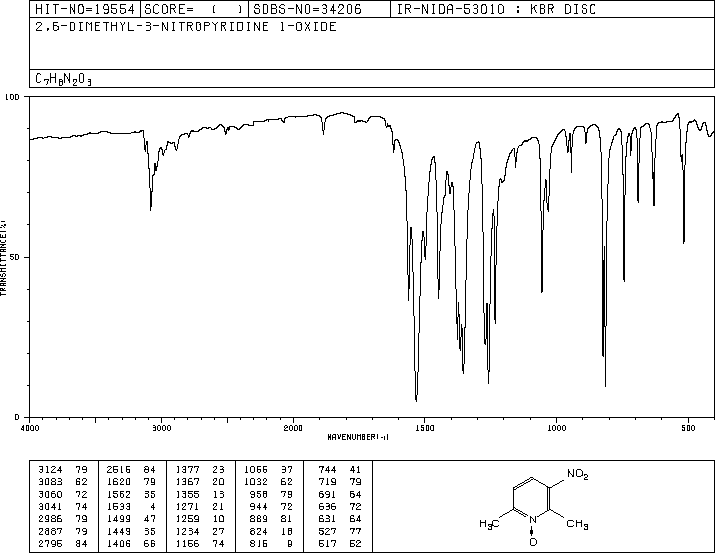 HIT-NO=19554 SCORE= ( ) SDBS-NO=34206 IR-NIDA-53010 : KBR DISC
2,6-DIMETHYL-3-NITROPYRIDINE 1-OXIDE
C7H8N2O3
100
50
0
TRANSMITTANCE(%)
4000 3000 2000 1500 1000 500
WAVENUMBER(-1)
3124 79 2516 84 1377 23 1055 37 744 41
3083 62 1620 79 1367 20 1032 62 719 79
3060 72 1562 35 1355 13 958 79 691 64
3041 74 1533 4 1271 21 944 72 636 72
2986 79 1499 47 1259 10 889 81 631 64
2887 79 1449 35 1234 27 824 18 527 77
2795 84 1406 66 1156 74 815 9 517 52
NO2
H3C N CH3
O